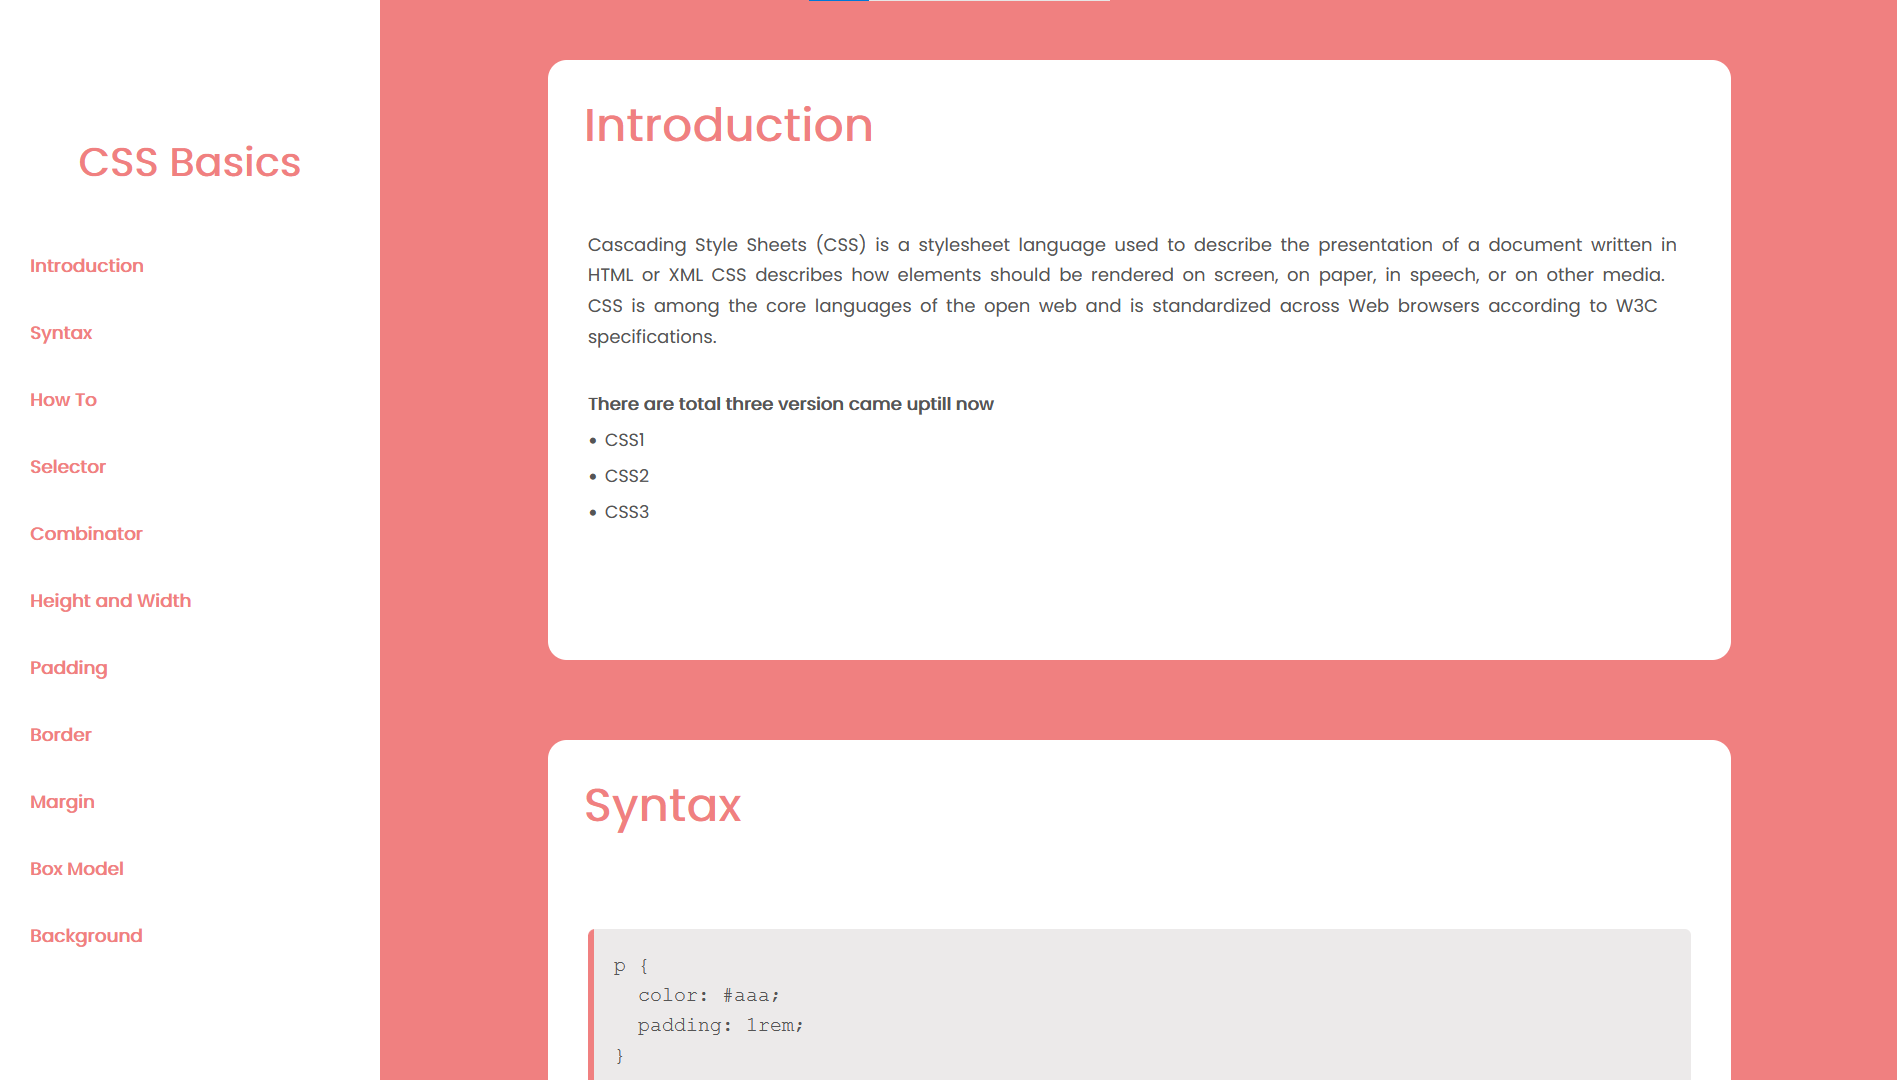 CSS Basics
Introduction
Syntax
How To
Selector
Combinator
Height and Width
Padding
Border
Margin
Box Model
Background
Introduction
Cascading Style Sheets (CSS) is a stylesheet language used to describe the presentation of a document written in
HTML or XML CSS describes how elements should be rendered on screen, on paper, in speech, or on other media.
CSS is among the core languages of the open web and is standardized across Web browsers according to W3C
specifications.
There are total three version came uptill now
• CSS1
• CSS2
• CSS3
Syntax
p {
  color: #aaa;
  padding: 1rem;
}